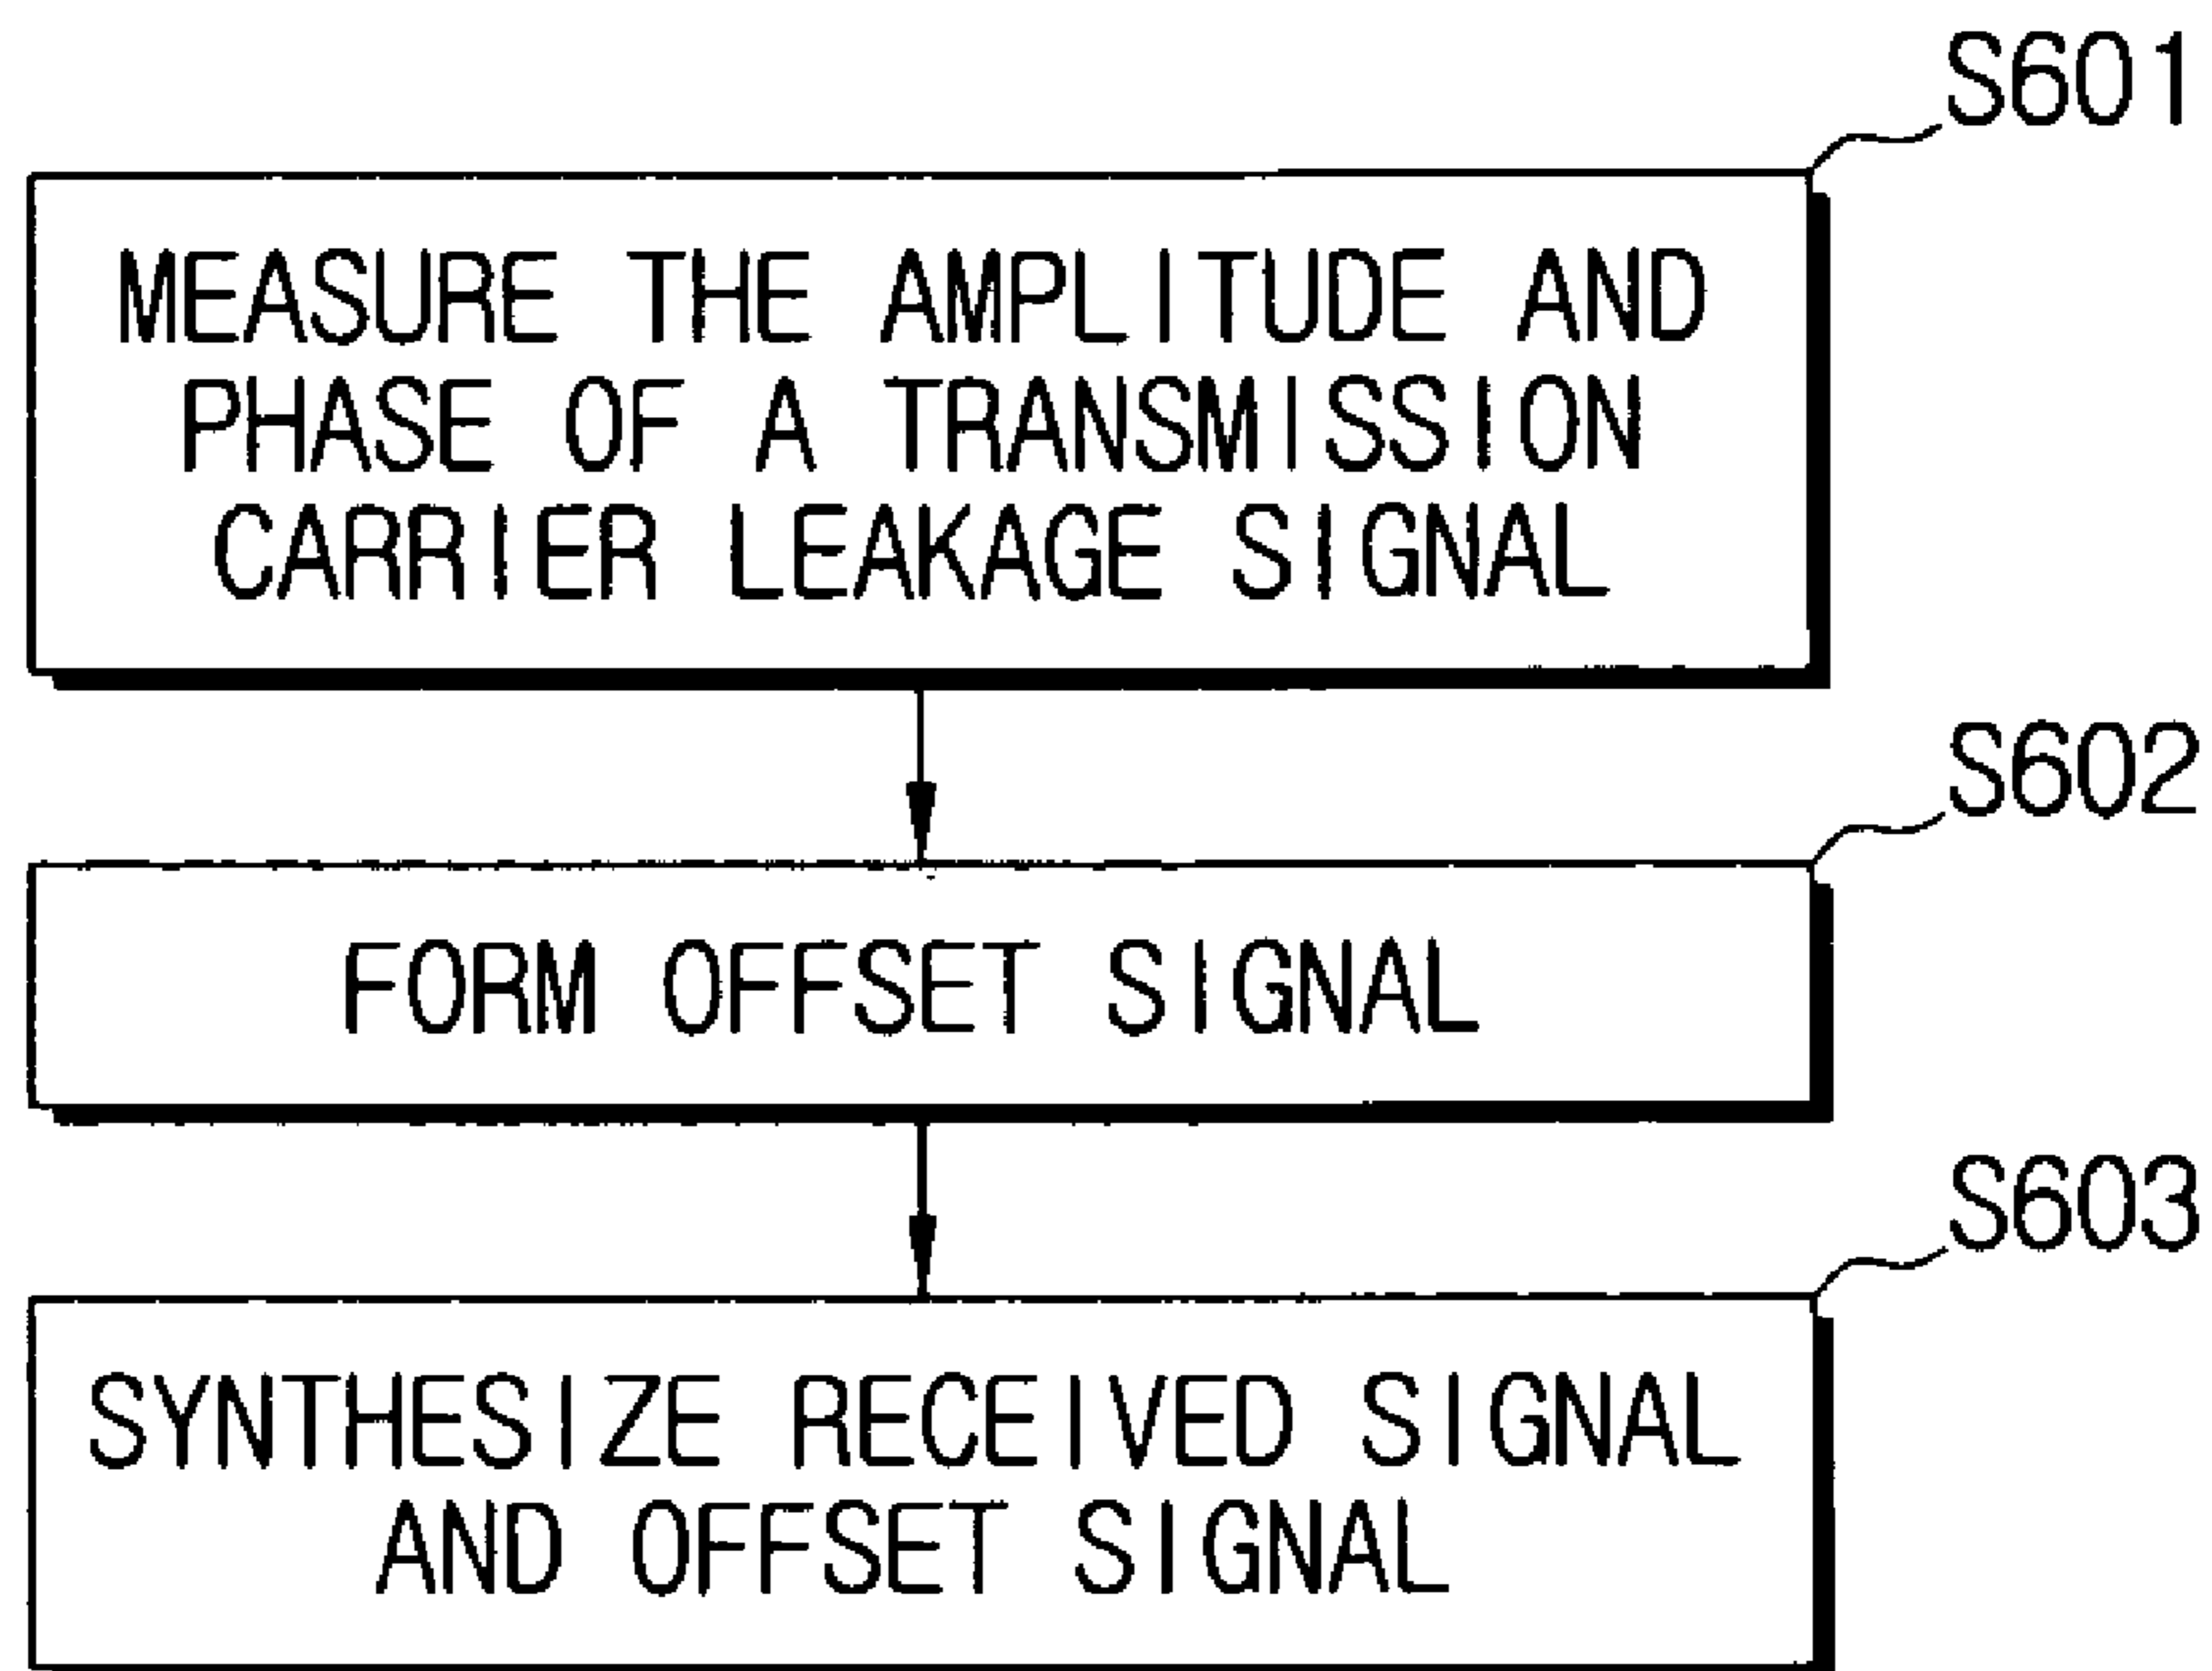 S601
MEASURE THE AMPLITUDE AND
PHASE OF A TRANSMISSION
CARRIER LEAKAGE SIGNAL
S602
FORM OFFSET SIGNAL
S603
SYNTHESIZE RECEIVED SIGNAL
AND OFFSET SIGNAL